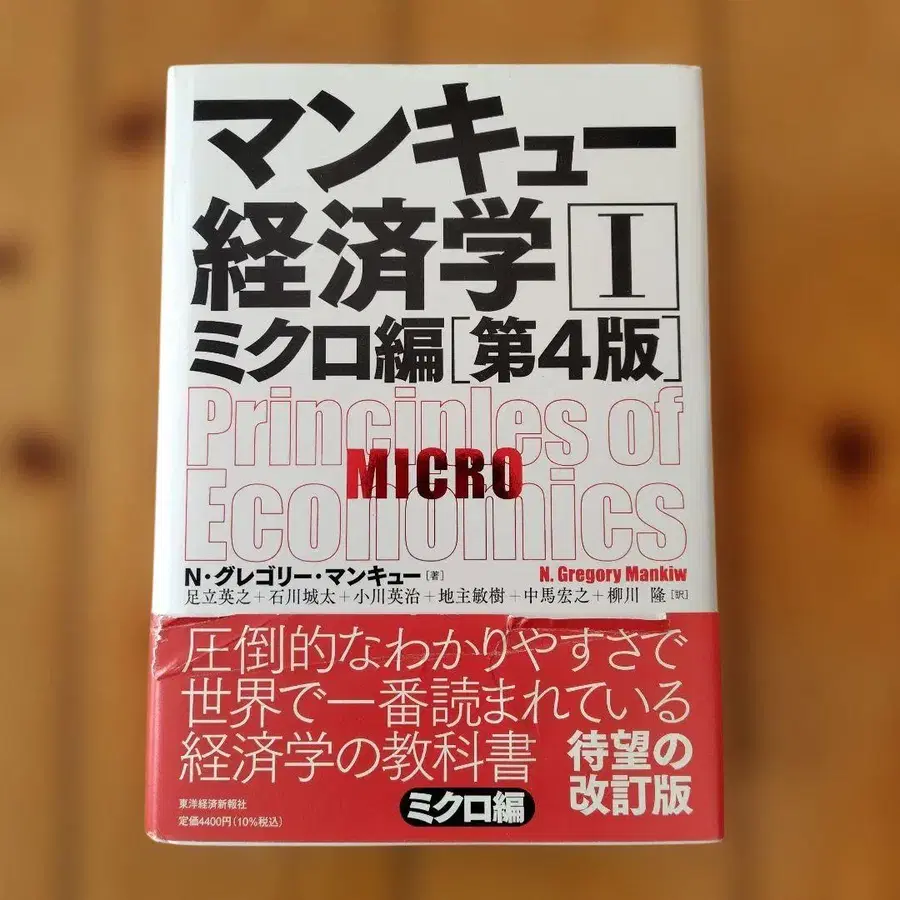 マンキュー
経済学 I
ミクロ編[第4版]
Principles of
MICRO
Economics
N・グレゴリー・マンキュー[著]
N. Gregory Mankiw
足立英之+石川城太+小川英治+地主敏樹+中馬宏之+柳川 隆[訳]
圧倒的なわかりやすさで
世界で一番読まれている
経済学の教科書
待望の
改訂版
ミクロ編
東洋経済新報社
定価4400円(10%税込)